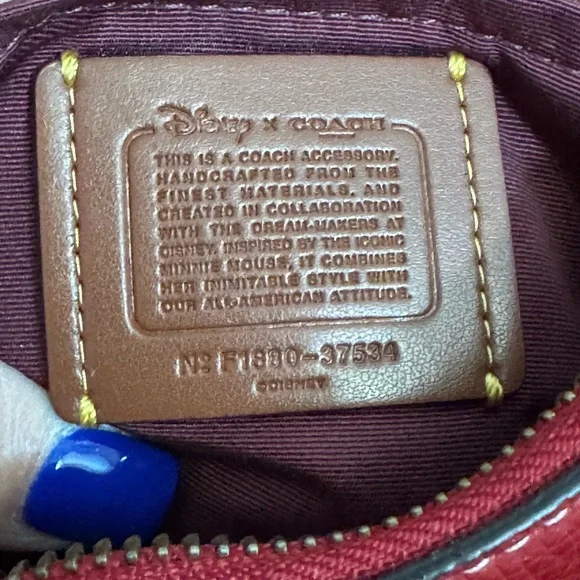 Disney x COACH
THIS IS A COACH ACCESSORY.
HANDCRAFTED FROM THE
FINEST MATERIALS, AND
CREATED IN COLLABORATION
WITH THE DREAM-MAKERS AT
DISNEY. INSPIRED BY THE ICONIC
MINNIE MOUSE, IT COMBINES
HER INIMITABLE STYLE WITH
OUR ALL-AMERICAN ATTITUDE.
Nº F1880-37534
©DISNEY